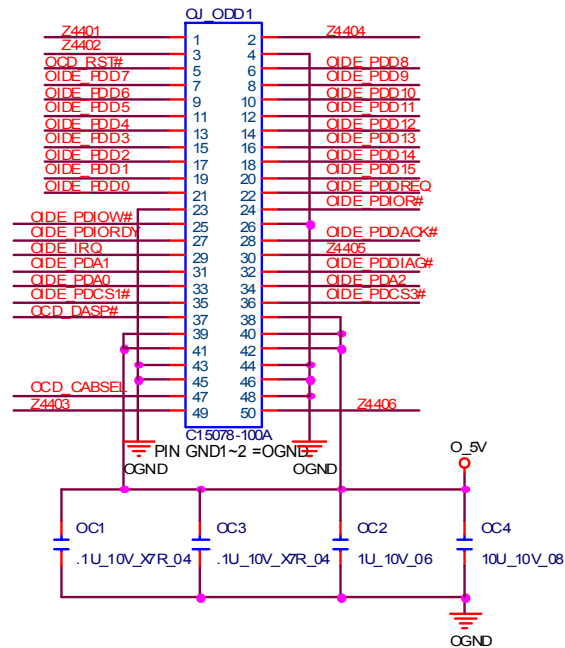 OJ_ODD1
Z4401 1 2 Z4404
Z4402 3 4
OCD_RST# 5 6 OIDE_PDD8
OIDE_PDD7 7 8 OIDE_PDD9
OIDE_PDD6 9 10 OIDE_PDD10
OIDE_PDD5 11 12 OIDE_PDD11
OIDE_PDD4 13 14 OIDE_PDD12
OIDE_PDD3 15 16 OIDE_PDD13
OIDE_PDD2 17 18 OIDE_PDD14
OIDE_PDD1 19 20 OIDE_PDD15
OIDE_PDD0 21 22 OIDE_PDDREQ
23 24 OIDE_PDIOR#
OIDE_PDIOW# 25 26
OIDE_PDIORDY 27 28 OIDE_PDDACK#
OIDE_IRQ 29 30 Z4405
OIDE_PDA1 31 32 OIDE_PDDIAG#
OIDE_PDA0 33 34 OIDE_PDA2
OIDE_PDCS1# 35 36 OIDE_PDCS3#
OCD_DASP# 37 38
39 40
41 42
43 44
45 46
OCD_CABSEL 47 48
Z4403 49 50 Z4406
C15078-100A
PIN GND1~2 =OGND
OGND OGND
O_5V
OC1 OC3 OC2 OC4
.1U_10V_X7R_04 .1U_10V_X7R_04 1U_10V_06 10U_10V_08
OGND